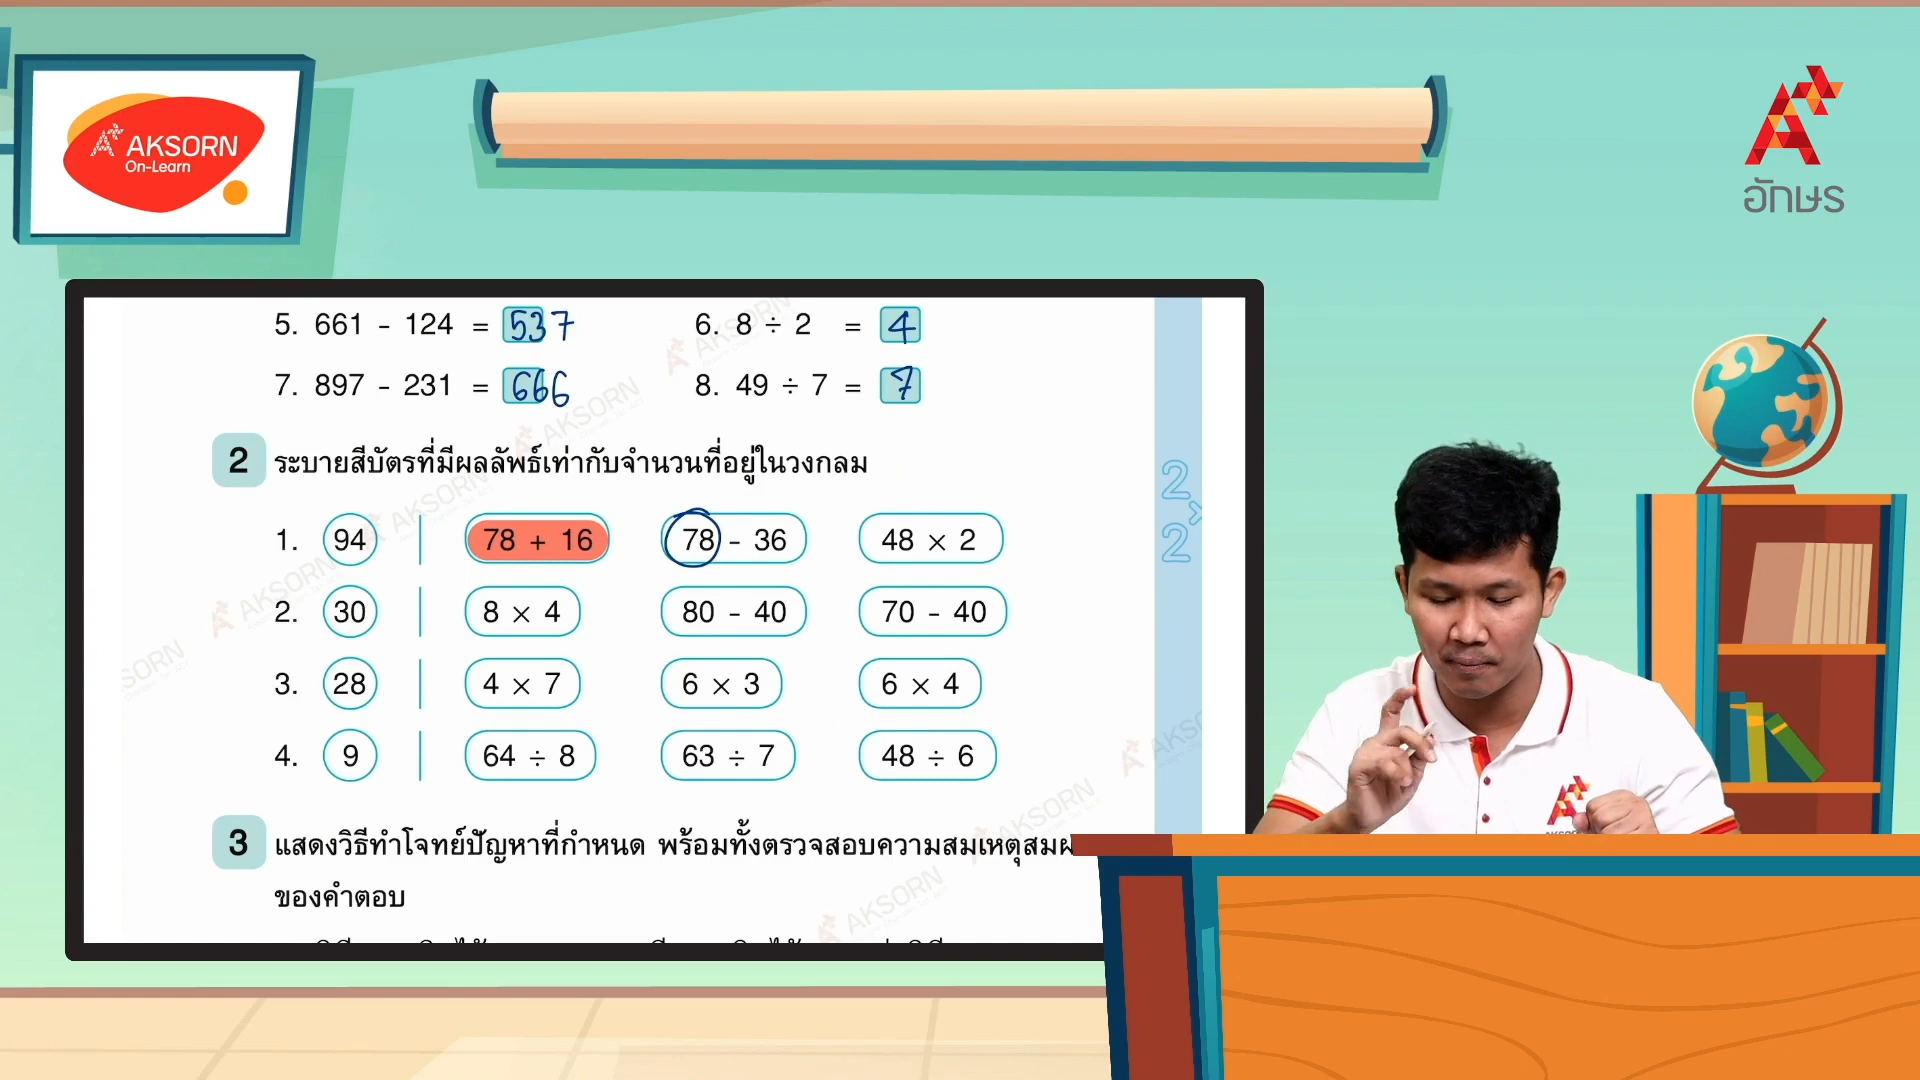 AKSORN
On-Learn
อักษร
5. 661 - 124 = 537
6. 8 ÷ 2 = 4
7. 897 - 231 = 666
8. 49 ÷ 7 = 7
2 ระบายสีบัตรที่มีผลลัพธ์เท่ากับจำนวนที่อยู่ในวงกลม
1. 94 78 + 16 78 - 36 48 × 2
2. 30 8 × 4 80 - 40 70 - 40
3. 28 4 × 7 6 × 3 6 × 4
4. 9 64 ÷ 8 63 ÷ 7 48 ÷ 6
3 แสดงวิธีทำโจทย์ปัญหาที่กำหนด พร้อมทั้งตรวจสอบความสมเหตุสมผ
ของคำตอบ
2
×
2